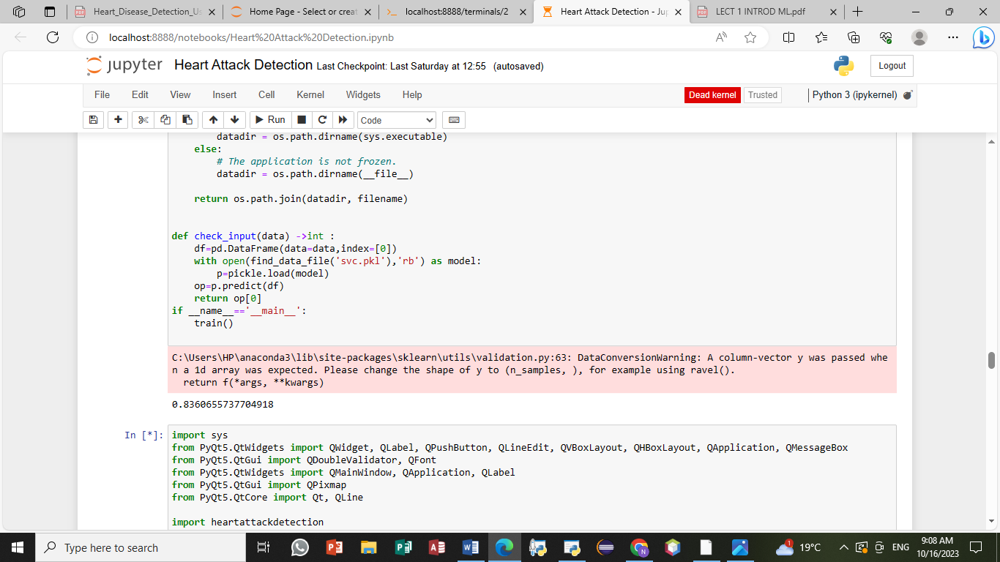 Heart_Disease_Detection_Us
Home Page - Select or creat
localhost:8888/terminals/2
Heart Attack Detection - Jup
LECT 1 INTROD ML.pdf
localhost:8888/notebooks/Heart%20Attack%20Detection.ipynb
jupyter Heart Attack Detection Last Checkpoint: Last Saturday at 12:55 (autosaved)
Logout
File Edit View Insert Cell Kernel Widgets Help
Dead kernel Trusted Python 3 (ipykernel)
Run Code
datadir = os.path.dirname(sys.executable)
else:
# The application is not frozen.
datadir = os.path.dirname(__file__)
return os.path.join(datadir, filename)
def check_input(data) ->int :
df=pd.DataFrame(data=data,index=[0])
with open(find_data_file('svc.pkl'),'rb') as model:
p=pickle.load(model)
op=p.predict(df)
return op[0]
if __name__=='__main__':
train()
C:\Users\HP\anaconda3\lib\site-packages\sklearn\utils\validation.py:63: DataConversionWarning: A column-vector y was passed whe
n a 1d array was expected. Please change the shape of y to (n_samples, ), for example using ravel().
return f(*args, **kwargs)
0.8360655737704918
In [*]: import sys
from PyQt5.QtWidgets import QWidget, QLabel, QPushButton, QLineEdit, QVBoxLayout, QHBoxLayout, QApplication, QMessageBox
from PyQt5.QtGui import QDoubleValidator, QFont
from PyQt5.QtWidgets import QMainWindow, QApplication, QLabel
from PyQt5.QtGui import QPixmap
from PyQt5.QtCore import Qt, QLine
import heartattackdetection
Type here to search
19°C
ENG
9:08 AM
10/16/2023